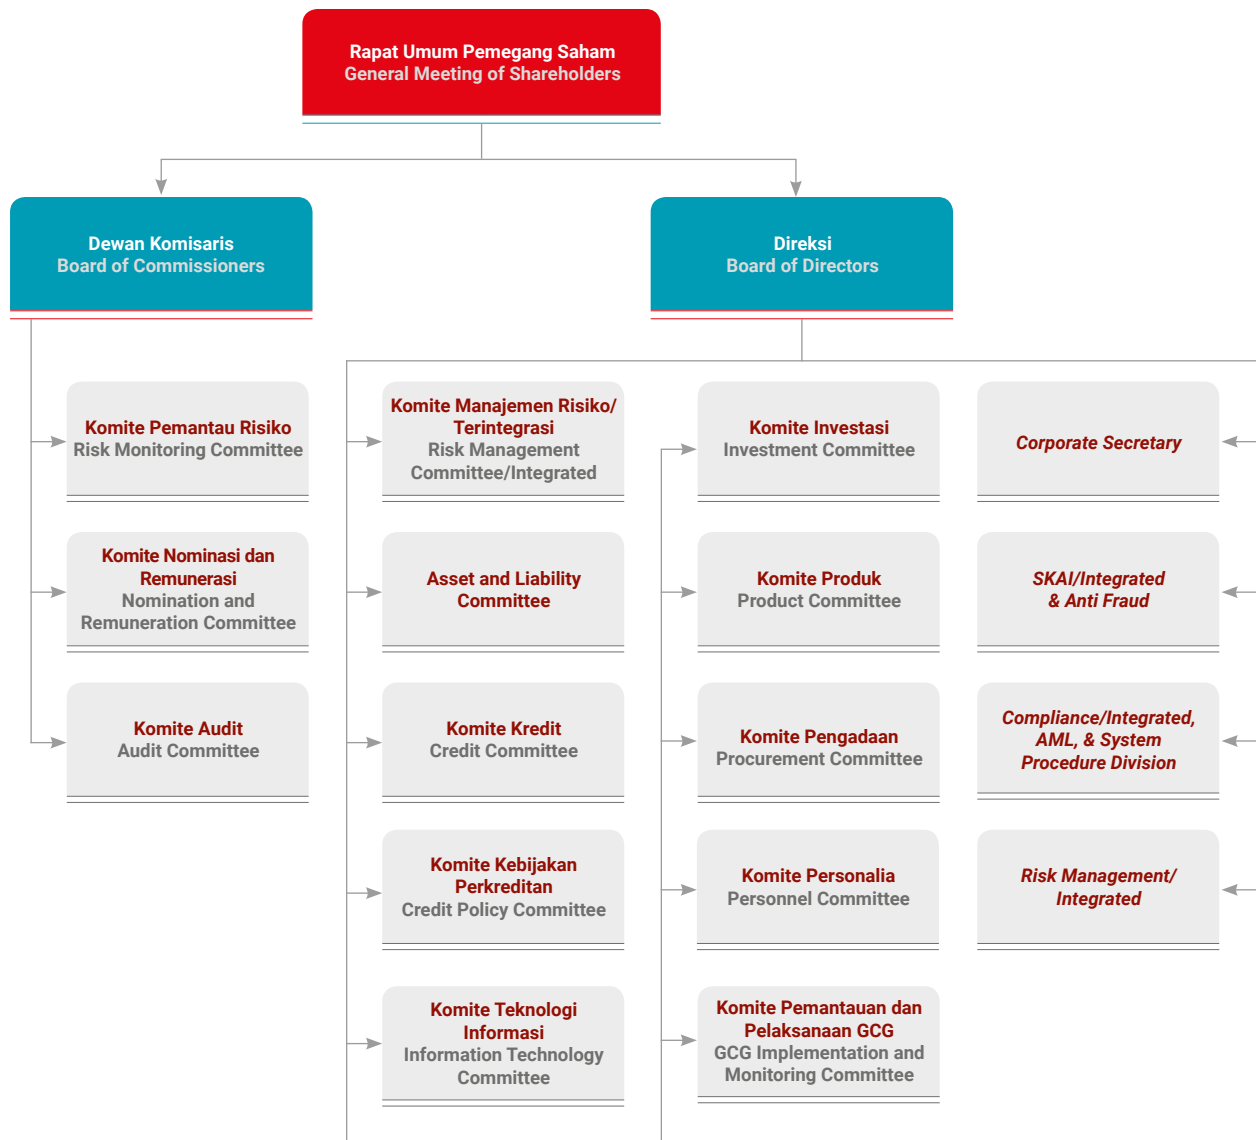 Rapat Umum Pemegang Saham
General Meeting of Shareholders
Dewan Komisaris
Board of Commissioners
Direksi
Board of Directors
Komite Pemantau Risiko
Risk Monitoring Committee
Komite Nominasi dan
Remunerasi
Nomination and
Remuneration Committee
Komite Audit
Audit Committee
Komite Manajemen Risiko/
Terintegrasi
Risk Management
Committee/Integrated
Asset and Liability
Committee
Komite Kredit
Credit Committee
Komite Kebijakan
Perkreditan
Credit Policy Committee
Komite Teknologi
Informasi
Information Technology
Committee
Komite Investasi
Investment Committee
Komite Produk
Product Committee
Komite Pengadaan
Procurement Committee
Komite Personalia
Personnel Committee
Komite Pemantauan dan
Pelaksanaan GCG
GCG Implementation and
Monitoring Committee
Corporate Secretary
SKAI/Integrated
& Anti Fraud
Compliance/Integrated,
AML, & System
Procedure Division
Risk Management/
Integrated